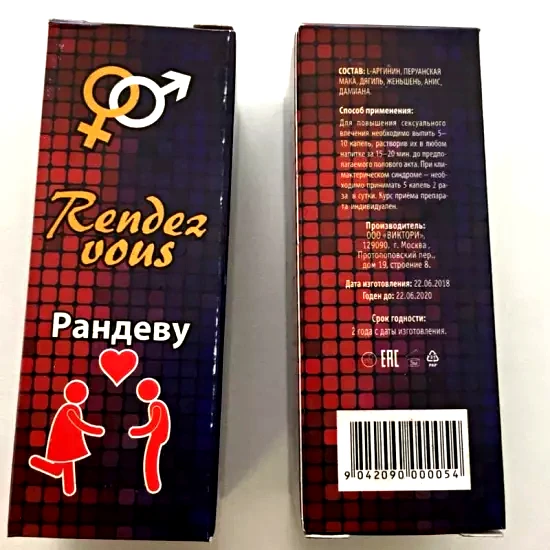 Rendez
vous
Рандеву
СОСТАВ: L-АРГИНИН, ПЕРУАНСКАЯ
МАКА, ДЯГИЛЬ, ЖЕНЬШЕНЬ, АНИС,
ДАМИАНА.
Способ применения:
Для повышения сексуального
влечения необходимо выпить 5–
10 капель, растворив их в любом
напитке за 15–20 мин. до предпо-
лагаемого полового акта. При кли-
мактерическом синдроме – необ-
ходимо принимать 5 капель 2 ра-
за в сутки. Курс приёма препара-
та индивидуален.
Производитель:
ООО «ВИКТОРИ»,
129090. г. Москва,
Протопоповский пер.,
дом 19, строение 8.
Дата изготовления: 22.06.2018
Годен до: 22.06.2020
Срок годности:
2 года с даты изготовления.
EAC
PAP
9 042090 000054